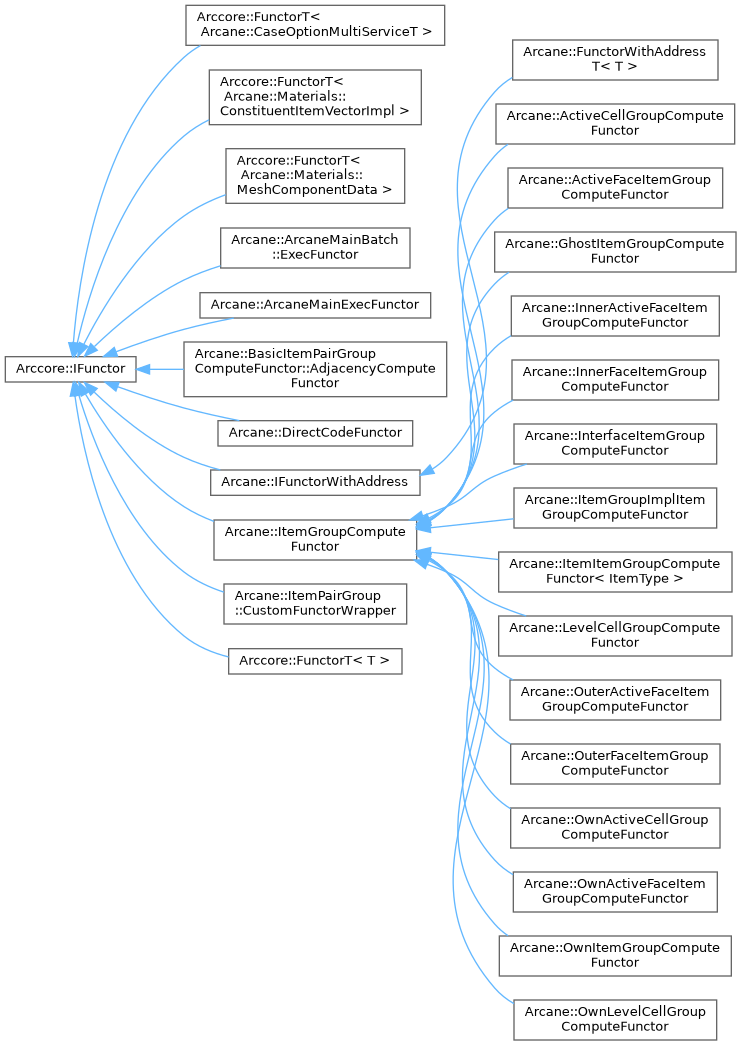 Arccore::IFunctor
Arccore::FunctorT<
Arcane::CaseOptionMultiServiceT >
Arccore::FunctorT<
Arcane::Materials::
ConstituentItemVectorImpl >
Arccore::FunctorT<
Arcane::Materials::
MeshComponentData >
Arcane::ArcaneMainBatch
::ExecFunctor
Arcane::ArcaneMainExecFunctor
Arcane::BasicItemPairGroup
ComputeFunctor::AdjacencyCompute
Functor
Arcane::DirectCodeFunctor
Arcane::IFunctorWithAddress
Arcane::ItemGroupCompute
Functor
Arcane::ItemPairGroup
::CustomFunctorWrapper
Arccore::FunctorT< T >
Arcane::FunctorWithAddress
T< T >
Arcane::ActiveCellGroupCompute
Functor
Arcane::ActiveFaceItemGroup
ComputeFunctor
Arcane::GhostItemGroupCompute
Functor
Arcane::InnerActiveFaceItem
GroupComputeFunctor
Arcane::InnerFaceItemGroup
ComputeFunctor
Arcane::InterfaceItemGroup
ComputeFunctor
Arcane::ItemGroupImplItem
GroupComputeFunctor
Arcane::ItemItemGroupCompute
Functor< ItemType >
Arcane::LevelCellGroupCompute
Functor
Arcane::OuterActiveFaceItem
GroupComputeFunctor
Arcane::OuterFaceItemGroup
ComputeFunctor
Arcane::OwnActiveCellGroup
ComputeFunctor
Arcane::OwnActiveFaceItem
GroupComputeFunctor
Arcane::OwnItemGroupCompute
Functor
Arcane::OwnLevelCellGroup
ComputeFunctor